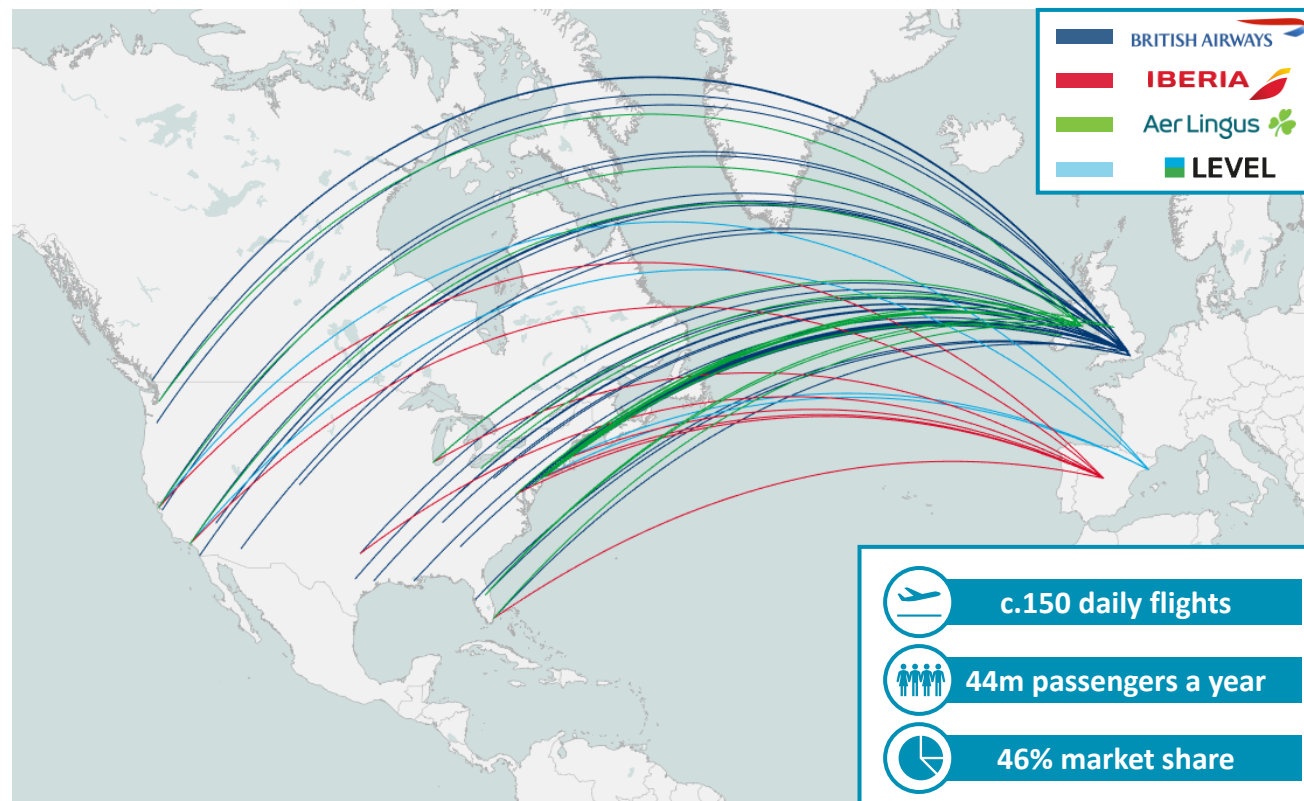 BRITISH AIRWAYS
IBERIA
Aer Lingus
LEVEL
c.150 daily flights
44m passengers a year
46% market share